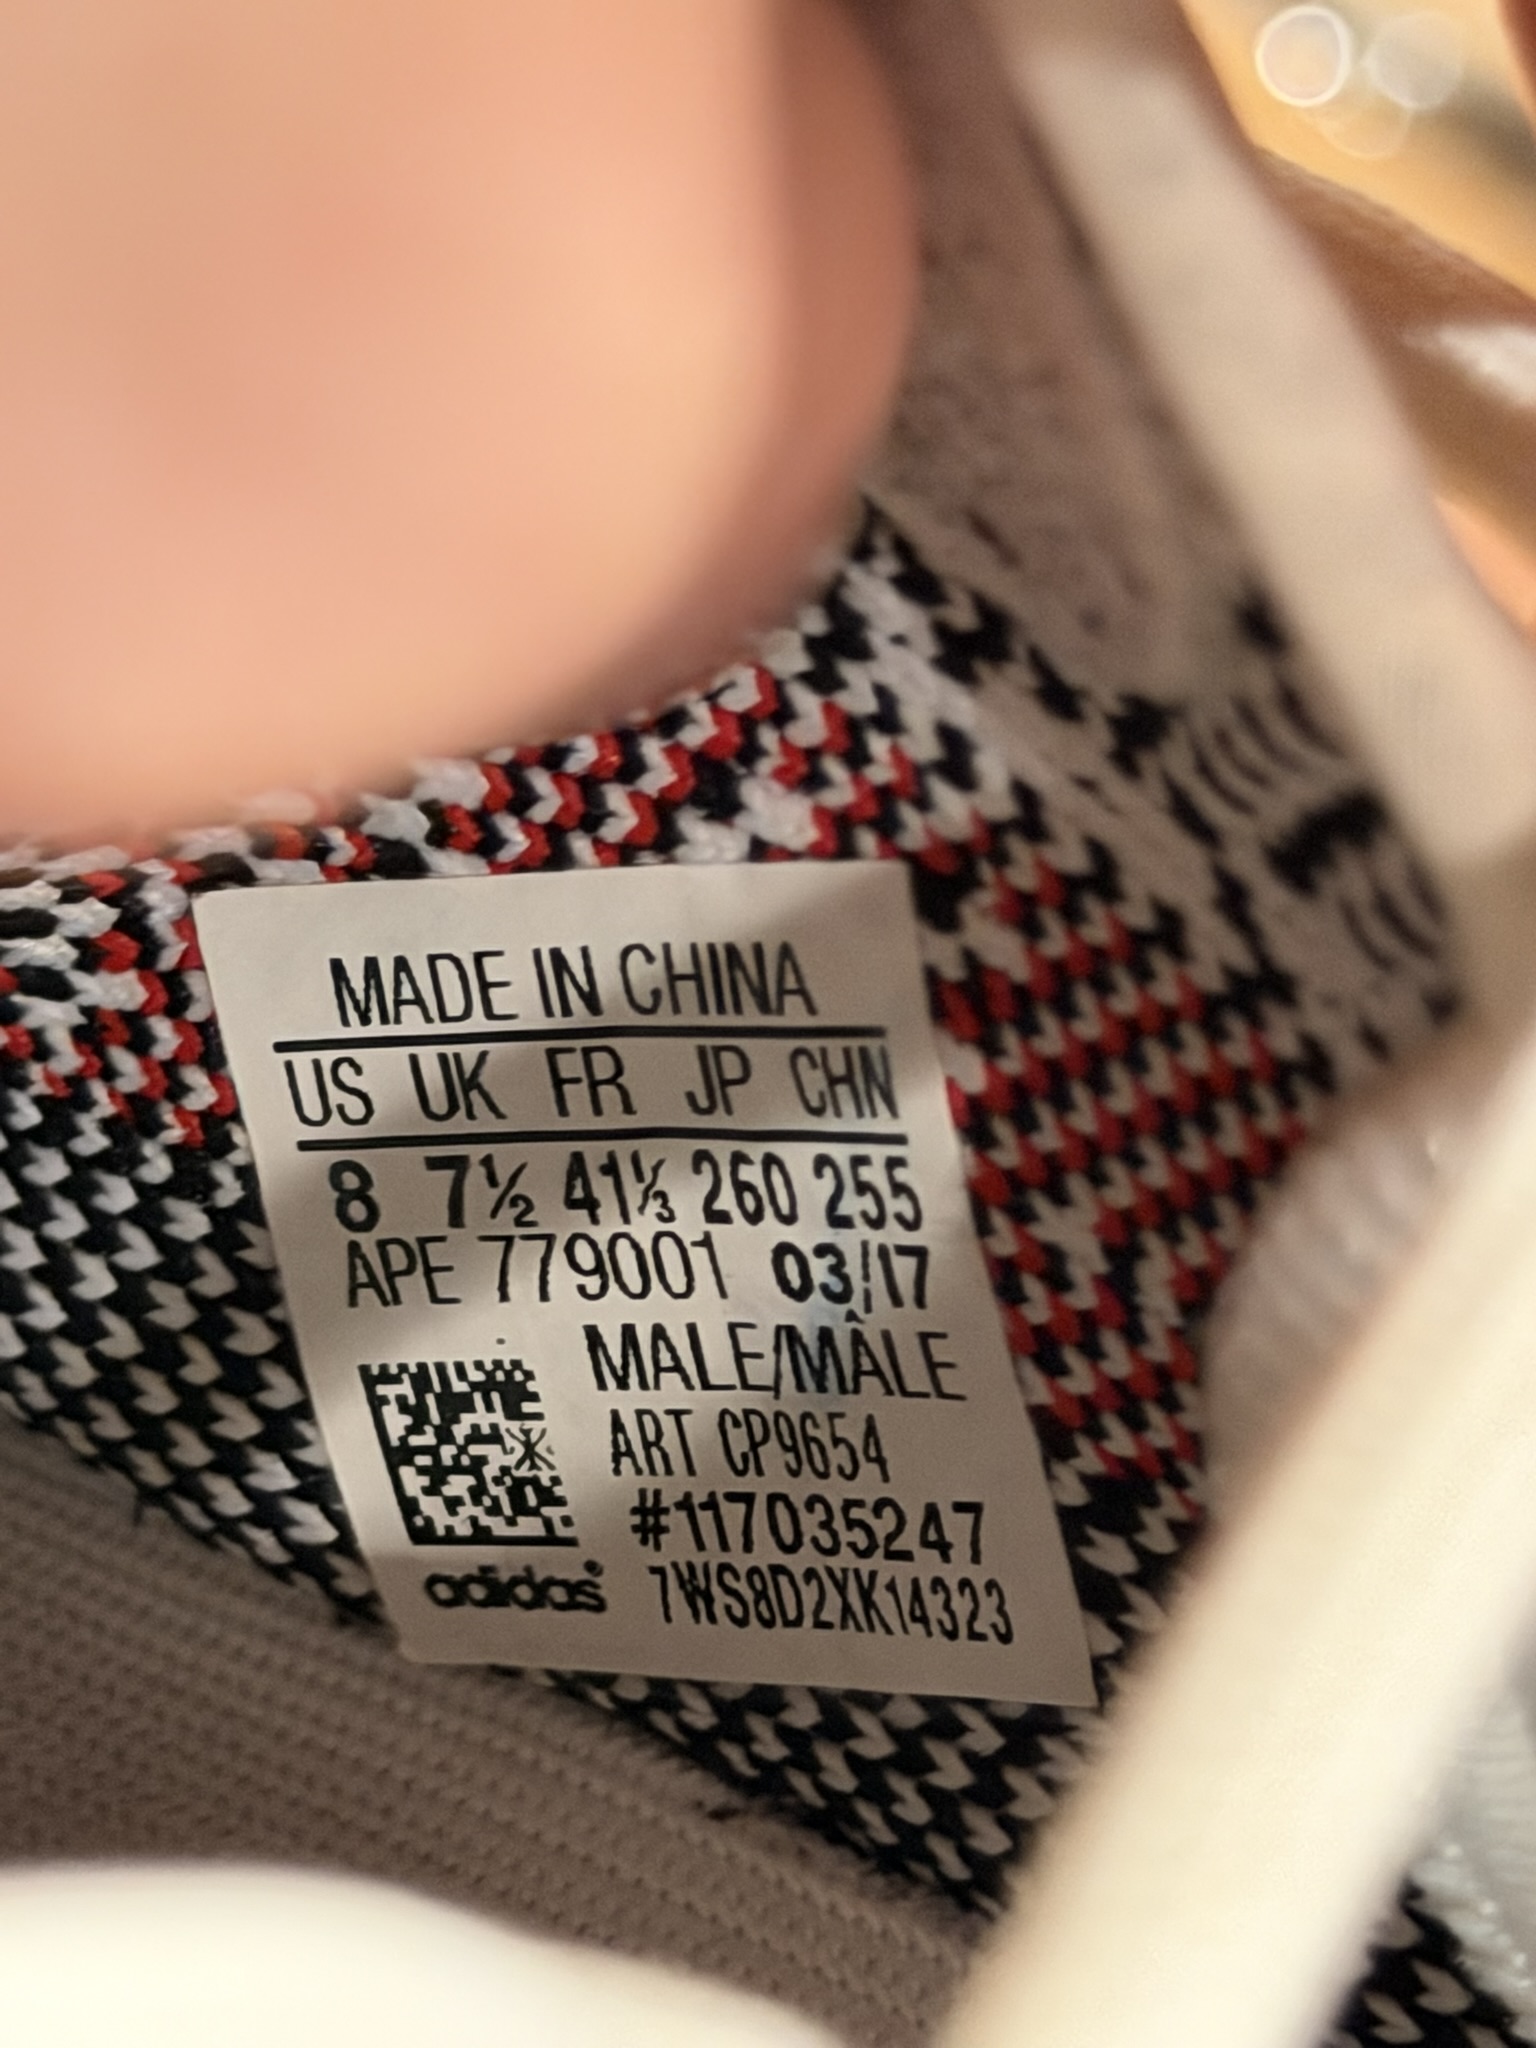 MADE IN CHINA
US UK FR JP CHN
8 7½ 41⅓ 260 255
APE 779001 03/17
MALE/MÂLE
ART CP9654
#117035247
adidas 7WS8D2XK14323